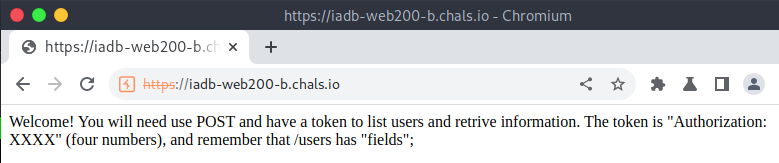 https://iadb-web200-b.chals.io - Chromium
https://iadb-web200-b.ch
https://iadb-web200-b.chals.io
Welcome! You will need use POST and have a token to list users and retrive information. The token is "Authorization:
XXXX" (four numbers), and remember that /users has "fields";